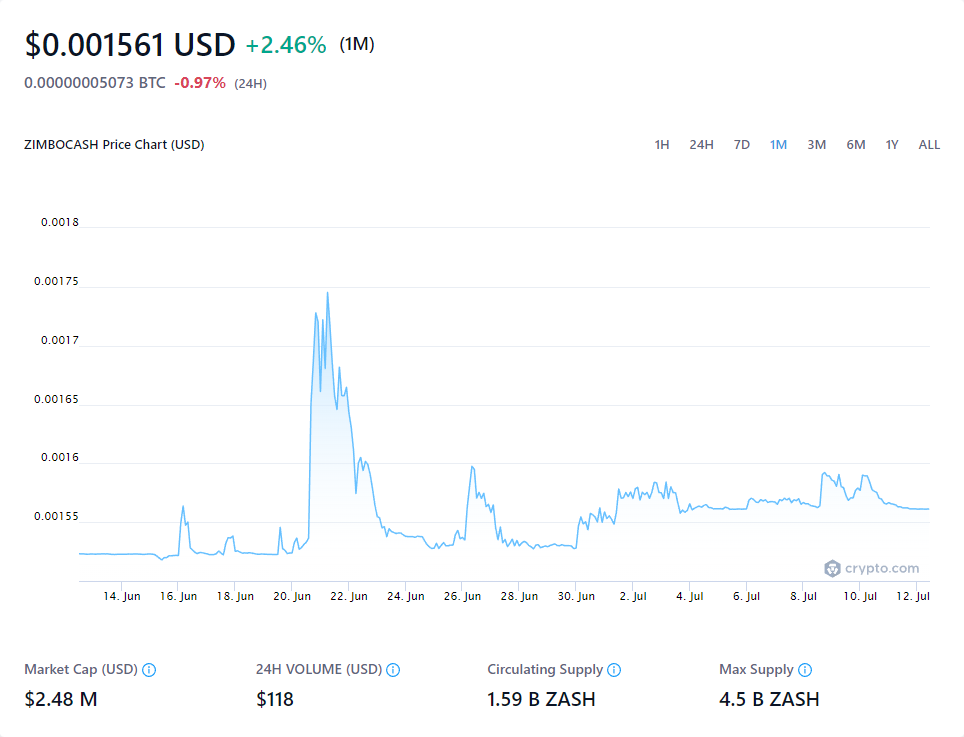 $0.001561 USD +2.46% (1M)
0.00000005073 BTC -0.97% (24H)
ZIMBOCASH Price Chart (USD) 1H 24H 7D 1M 3M 6M 1Y ALL
0.0018
0.00175
0.0017
0.00165
0.0016
0.00155
crypto.com
14. Jun 16. Jun 18. Jun 20. Jun 22. Jun 24. Jun 26. Jun 28. Jun 30. Jun 2. Jul 4. Jul 6. Jul 8. Jul 10. Jul 12. Jul
Market Cap (USD) 24H VOLUME (USD) Circulating Supply Max Supply
$2.48 M $118 1.59 B ZASH 4.5 B ZASH